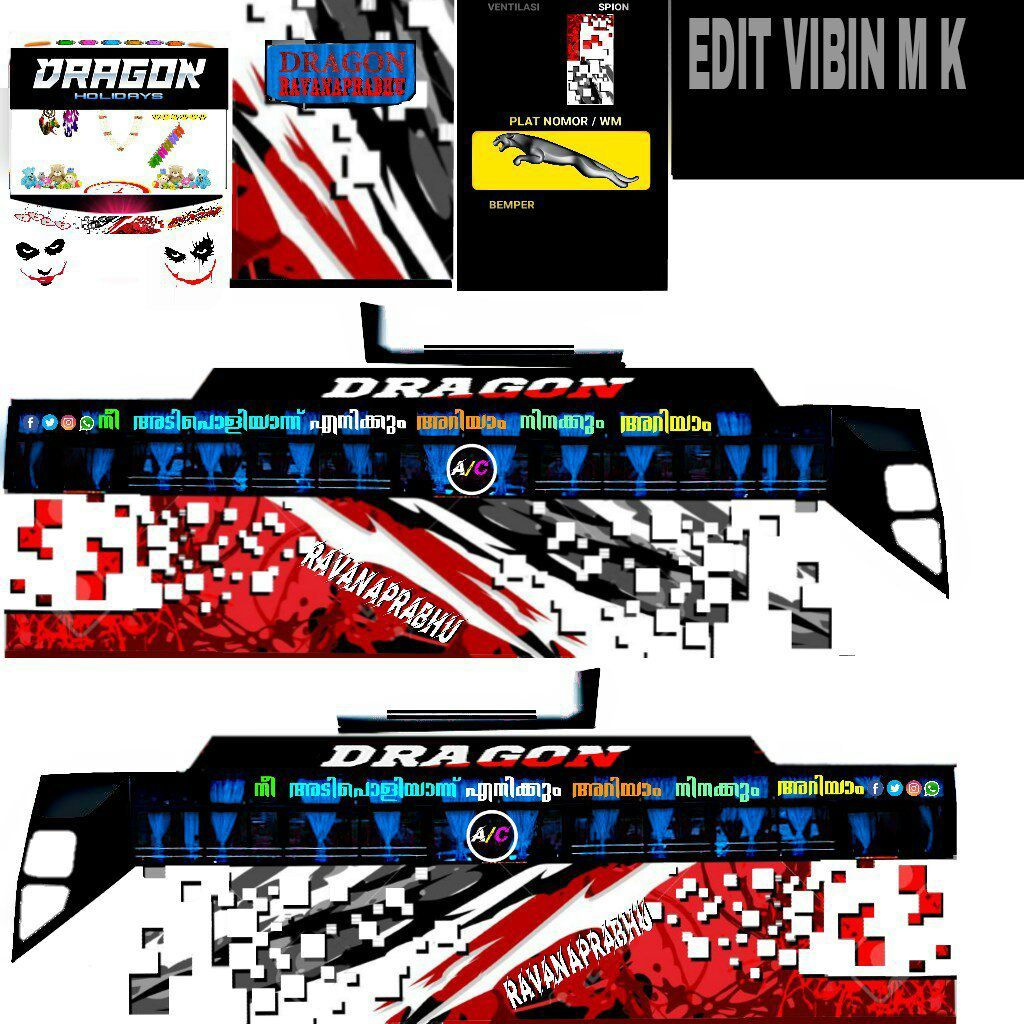 DRAGON
HOLIDAYS
DRAGON
RAVANAPRABHU
VENTILASI
SPION
PLAT NOMOR / WM
BEMPER
EDIT VIBIN M K
DRAGON
നീ അടിപൊളിയാന്ന് എനിക്കും അറിയാം നിനക്കും അറിയാം
A/C
RAVANAPRABHU
DRAGON
നീ അടിപൊളിയാന്ന് എനിക്കും അറിയാം നിനക്കും അറിയാം
A/C
RAVANAPRABHU